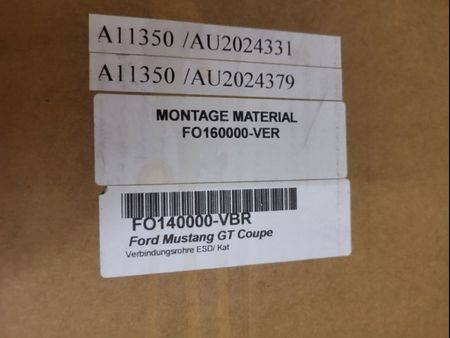 A11350 /AU2024331
A11350 /AU2024379
MONTAGE MATERIAL
FO160000-VER
FO140000-VBR
Ford Mustang GT Coupe
Verbindungsrohre ESD/ Kat